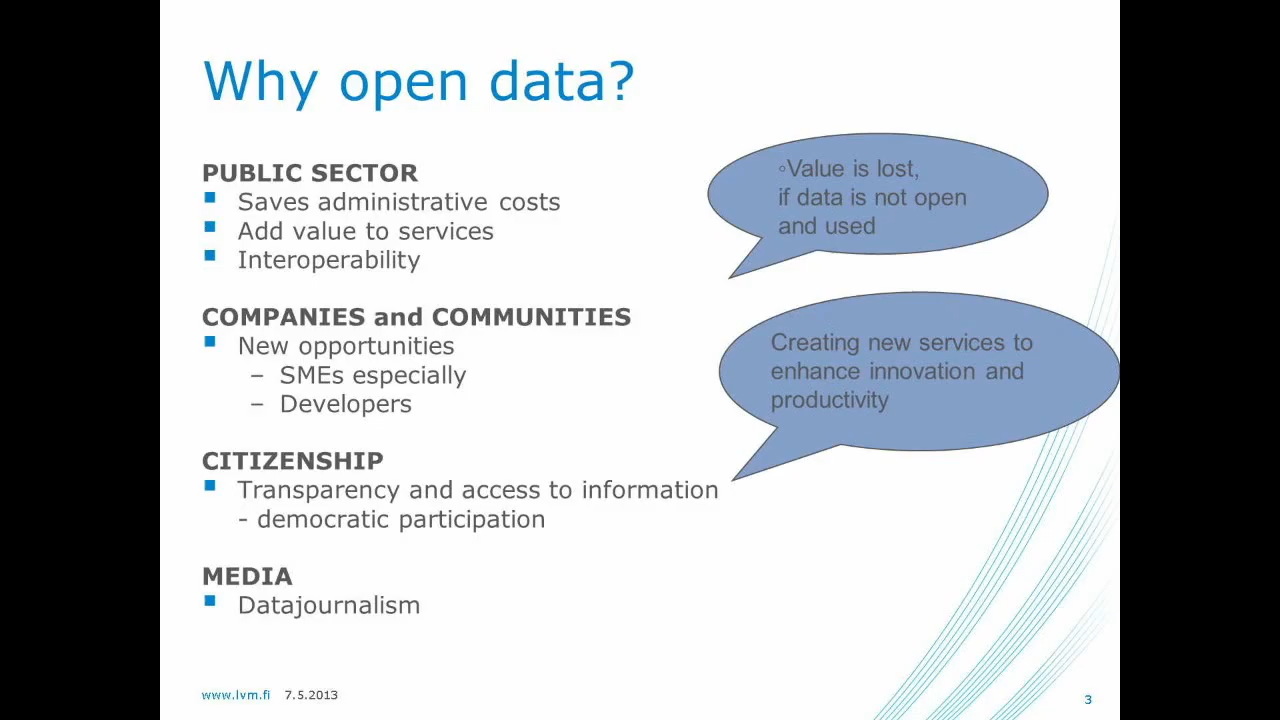 Why open data?
PUBLIC SECTOR
▪ Saves administrative costs
▪ Add value to services
▪ Interoperability
COMPANIES and COMMUNITIES
▪ New opportunities
– SMEs especially
– Developers
CITIZENSHIP
▪ Transparency and access to information
- democratic participation
MEDIA
▪ Datajournalism
◦Value is lost,
if data is not open
and used
Creating new services to
enhance innovation and
productivity
www.lvm.fi 7.5.2013
3